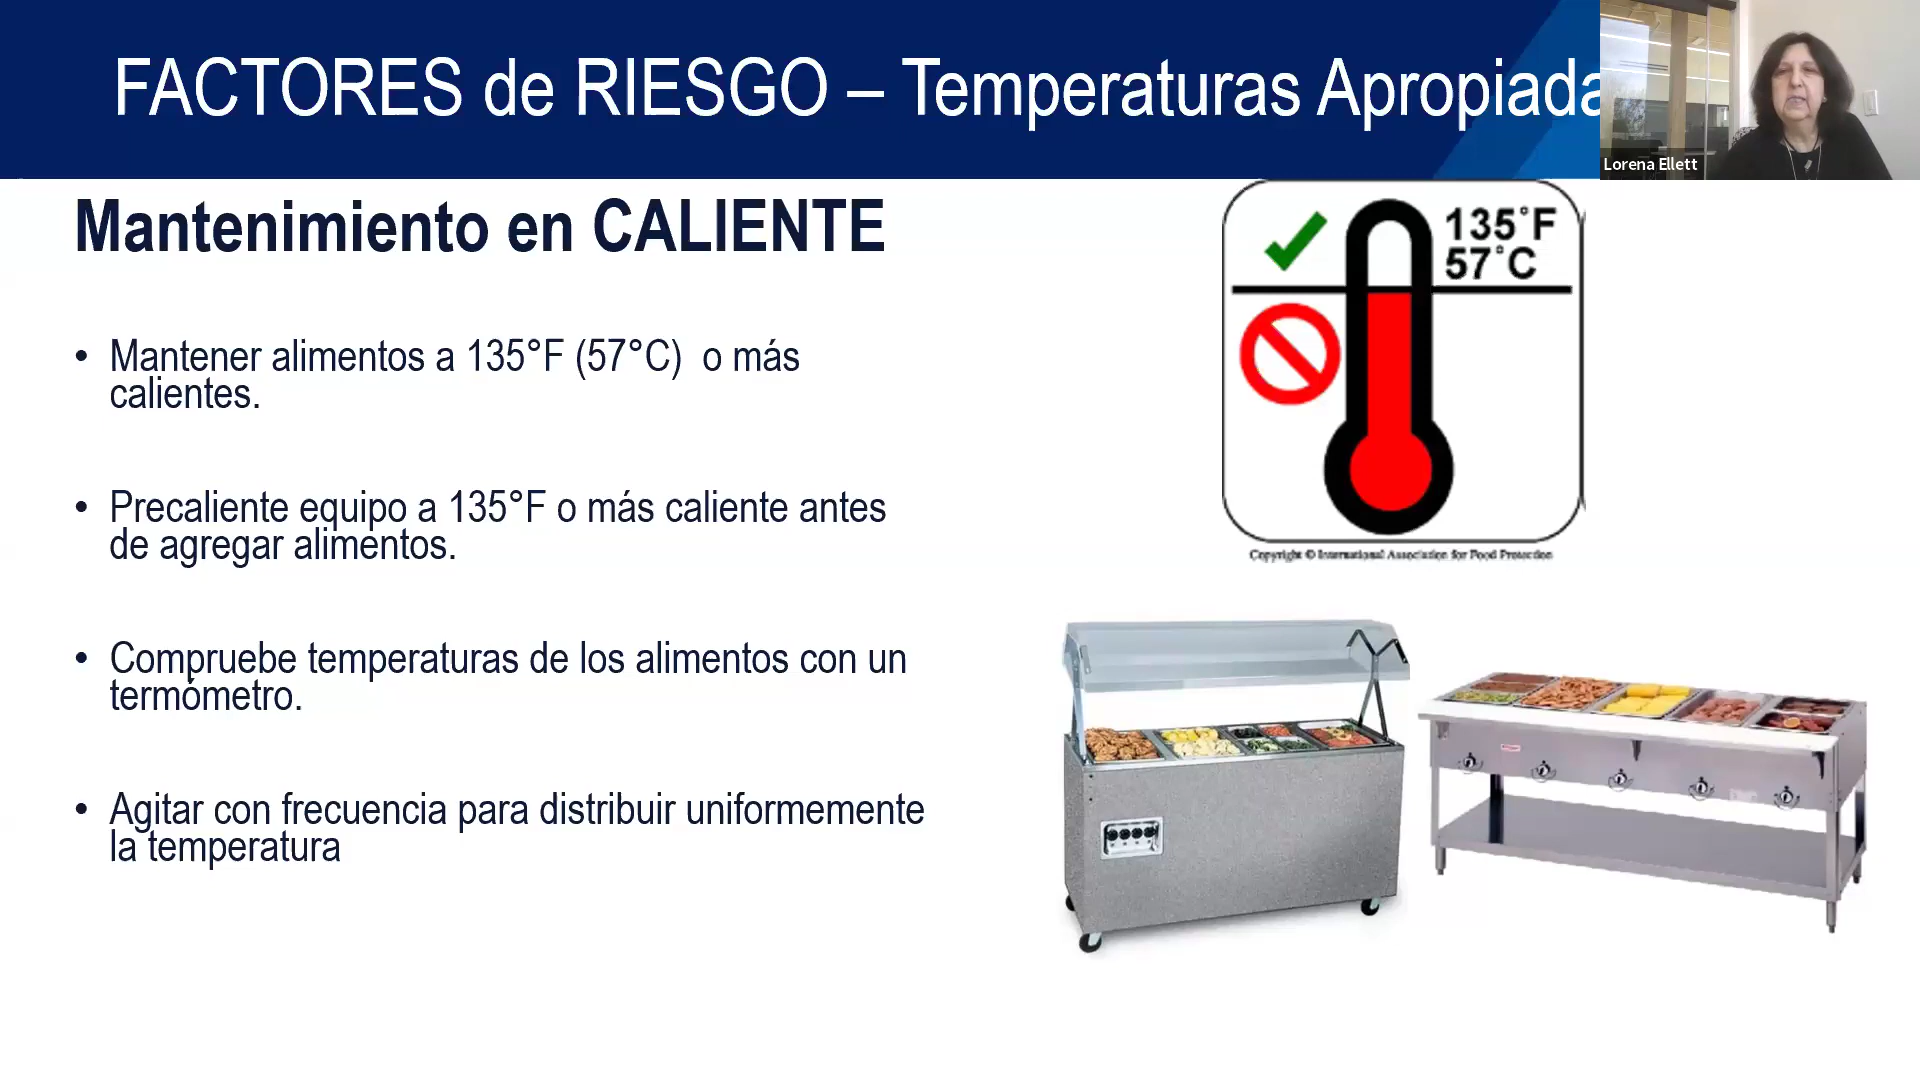 FACTORES de RIESGO – Temperaturas Apropiada
Lorena Ellett
Mantenimiento en CALIENTE
135°F
57°C
• Mantener alimentos a 135°F (57°C) o más
calientes.
• Precaliente equipo a 135°F o más caliente antes
de agregar alimentos.
Copyright © International Association for Food Protection
• Compruebe temperaturas de los alimentos con un
termómetro.
• Agitar con frecuencia para distribuir uniformemente
la temperatura